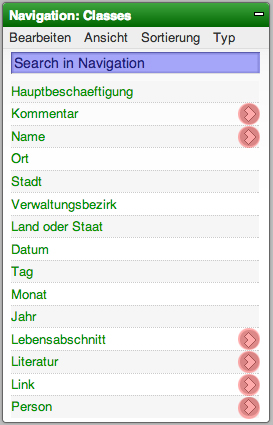 Navigation: Classes
Bearbeiten Ansicht Sortierung Typ
Search in Navigation
Hauptbeschaeftigung
Kommentar
Name
Ort
Stadt
Verwaltungsbezirk
Land oder Staat
Datum
Tag
Monat
Jahr
Lebensabschnitt
Literatur
Link
Person